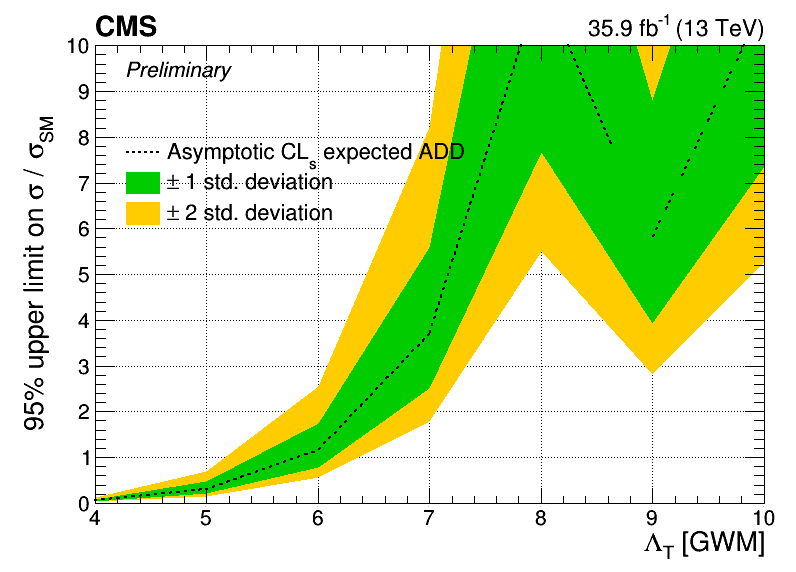 CMS
35.9 fb⁻¹ (13 TeV)
Preliminary
Asymptotic CLₛ expected ADD
± 1 std. deviation
± 2 std. deviation
95% upper limit on σ / σ_SM
10
9
8
7
6
5
4
3
2
1
0
4 5 6 7 8 9 10
Λ_T [GWM]